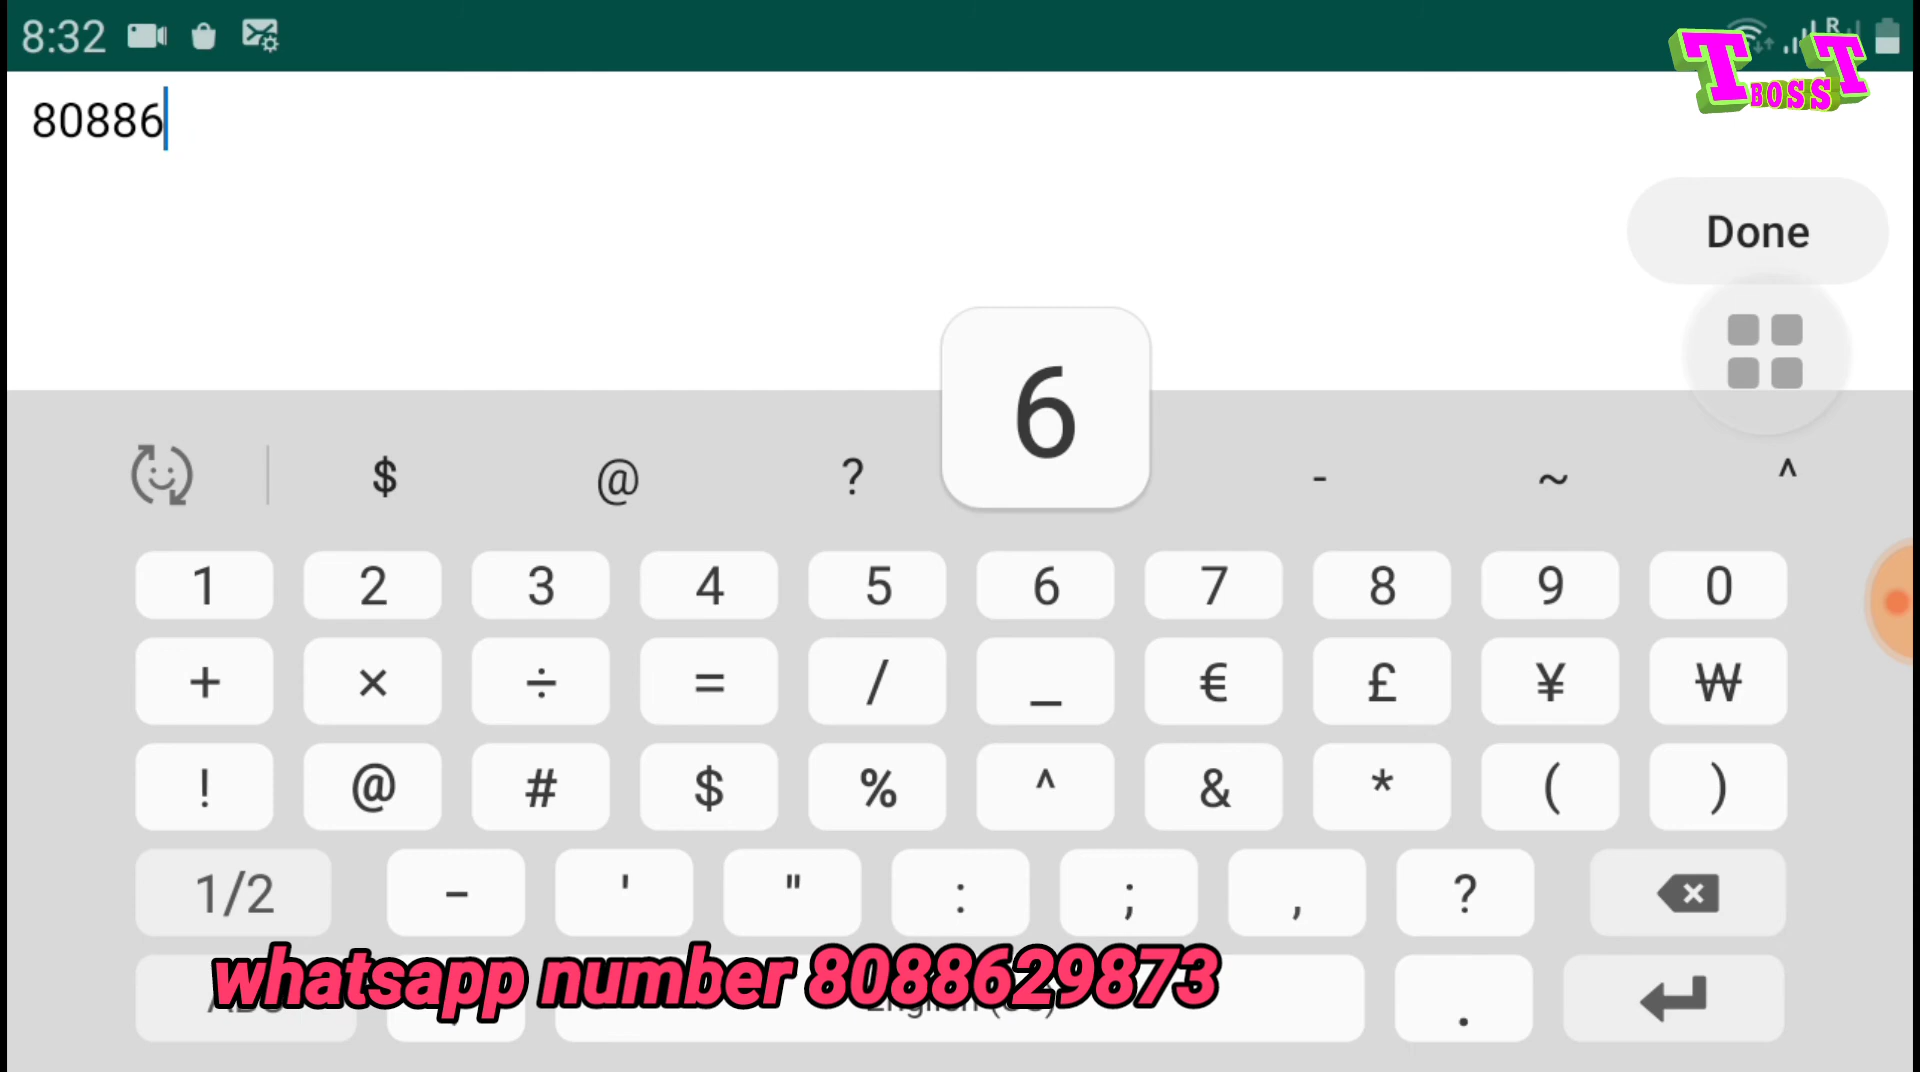 8:32
R
T BOSS T
80886
Done
6
$ @ ? - ~ ^
1 2 3 4 5 6 7 8 9 0
+ × ÷ = / _ € £ ¥ ₩
! @ # $ % ^ & * ( )
1/2 - ' " : ; , ?
whatsapp number 8088629873
.